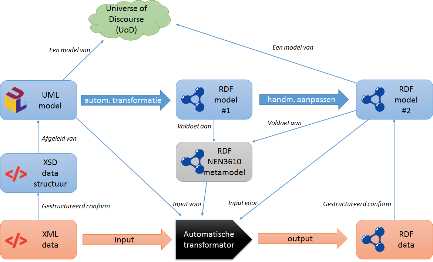 Universe of
Discourse
(UoD)
Een model van
Een model van
UML
model
autom. transformatie
RDF
model
#1
handm. aanpassen
RDF
model
#2
Voldoet aan
Voldoet aan
Afgeleid van
XSD
data
structuur
RDF
NEN3610
metamodel
Gestructureerd conform
Input voor
Input voor
Gestructureerd conform
XML
data
input
Automatische
transformator
output
RDF
data